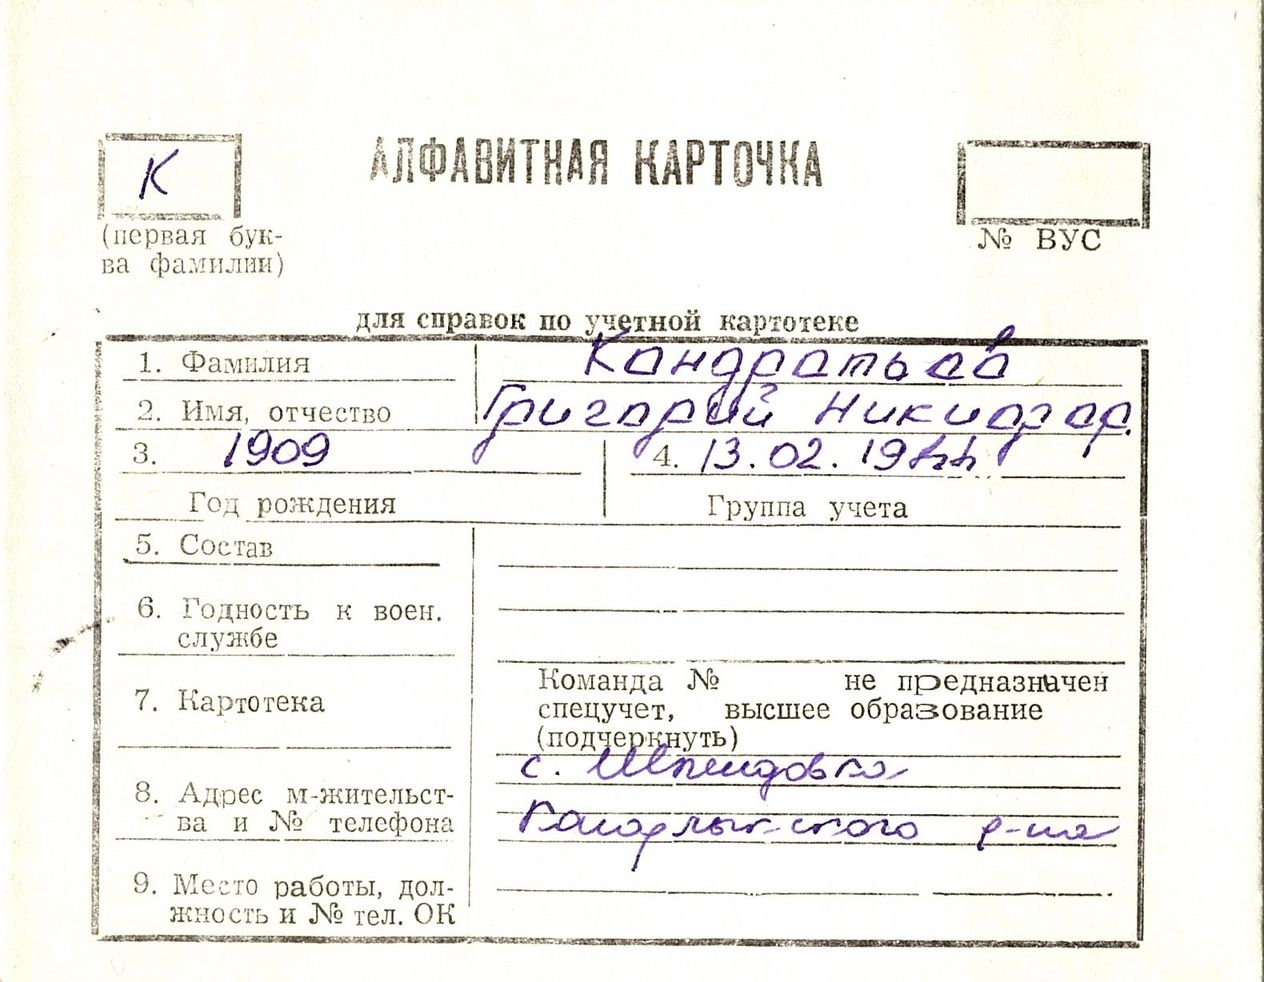 К
АЛФАВИТНАЯ КАРТОЧКА
(первая бук-
ва фамилии)
№ ВУС
для справок по учетной картотеке
1. Фамилия Кондратьев
2. Имя, отчество Григорий Никифор.
3. 1909 4. 13.02.1944
Год рождения Группа учета
5. Состав
6. Годность к воен.
службе
7. Картотека
Команда № не предназначен
спецучет, высшее образование
(подчеркнуть)
8. Адрес м-жительст-
ва и № телефона
с. Шпендовка
Кагарлыкского р-на
9. Место работы, дол-
жность и № тел. ОК